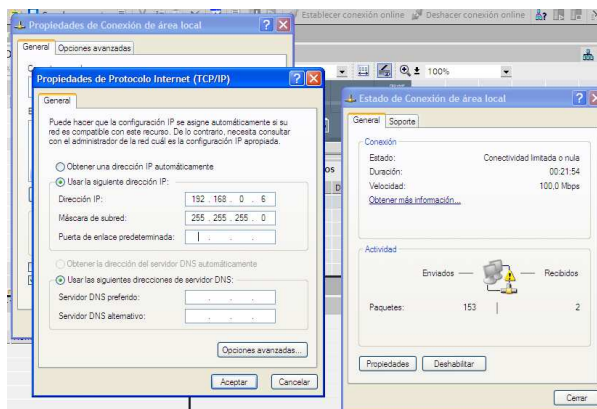 Establecer conexión online Deshacer conexión online
Propiedades de Conexión de área local
General Opciones avanzadas
100%
Propiedades de Protocolo Internet (TCP/IP)
General
Puede hacer que la configuración IP se asigne automáticamente si su
red es compatible con este recurso. De lo contrario, necesita consultar
con el administrador de la red cuál es la configuración IP apropiada.
Obtener una dirección IP automáticamente
Usar la siguiente dirección IP:
Dirección IP: 192 . 168 . 0 . 6
Máscara de subred: 255 . 255 . 255 . 0
Puerta de enlace predeterminada: . . .
Obtener la dirección del servidor DNS automáticamente
Usar las siguientes direcciones de servidor DNS:
Servidor DNS preferido: . . .
Servidor DNS alternativo: . . .
Opciones avanzadas...
Aceptar Cancelar
Estado de Conexión de área local
General Soporte
Conexión
Estado: Conectividad limitada o nula
Duración: 00:21:54
Velocidad: 100,0 Mbps
Obtener más información...
Actividad
Enviados — — Recibidos
Paquetes: 153 | 2
Propiedades Deshabilitar
Cerrar